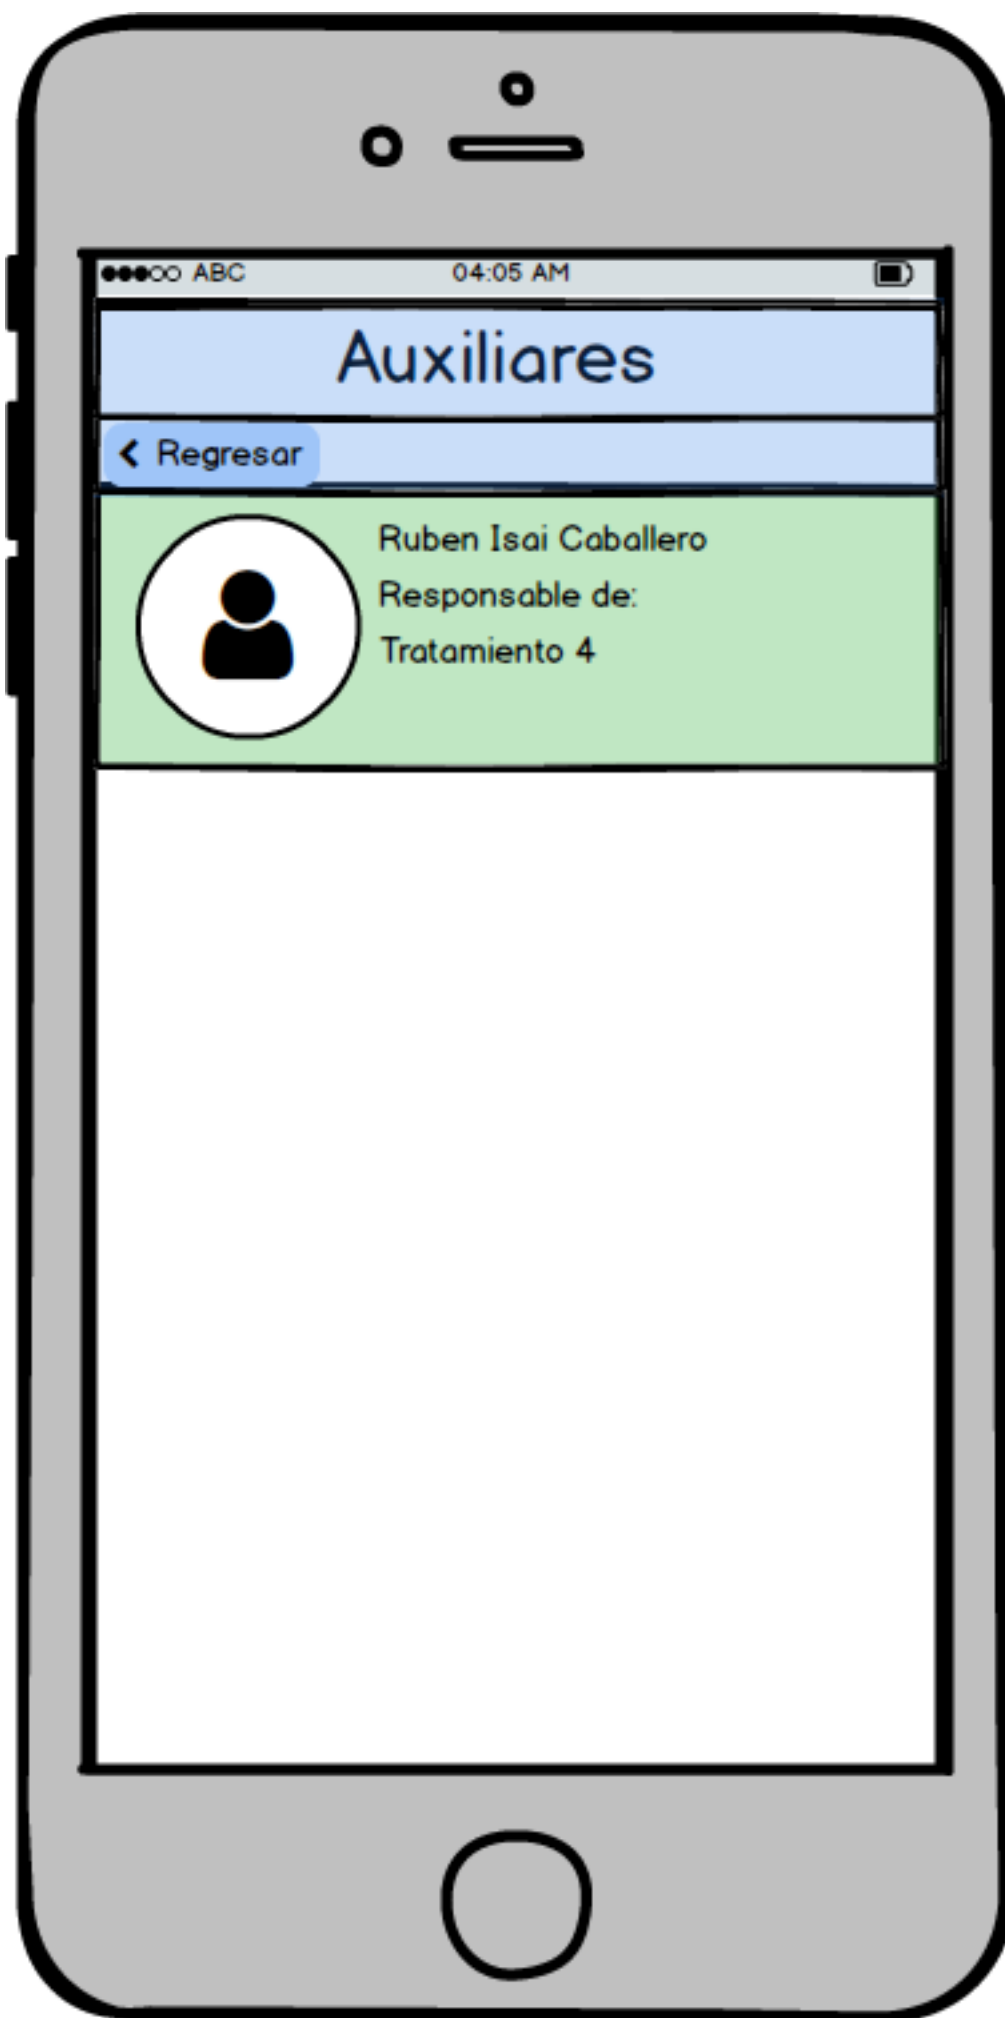 ABC 04:05 AM
Auxiliares
Regresar
Ruben Isai Caballero
Responsable de:
Tratamiento 4